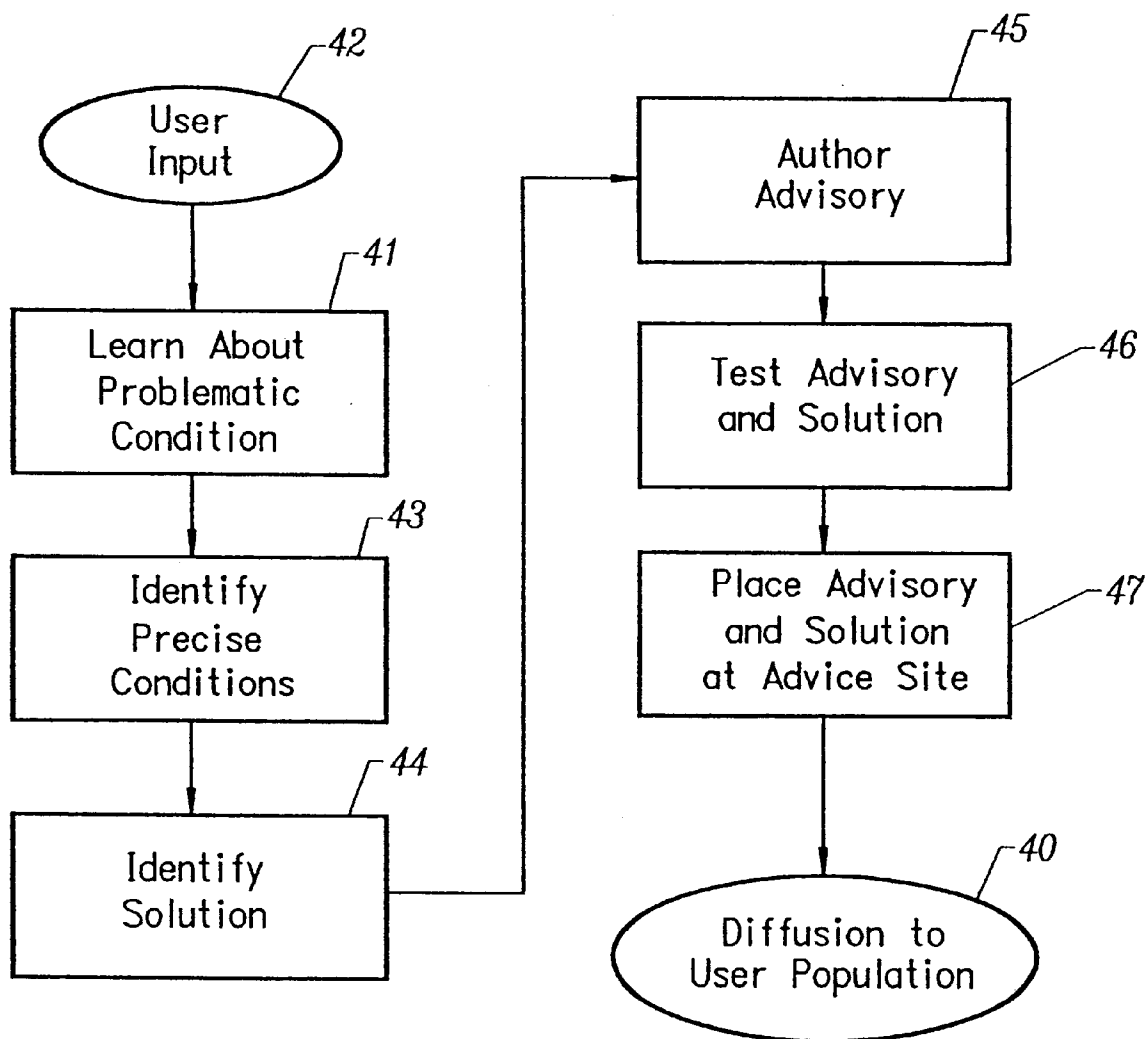 42
User
Input
41
Learn About
Problematic
Condition
43
Identify
Precise
Conditions
44
Identify
Solution
45
Author
Advisory
46
Test Advisory
and Solution
47
Place Advisory
and Solution
at Advice Site
40
Diffusion to
User Population